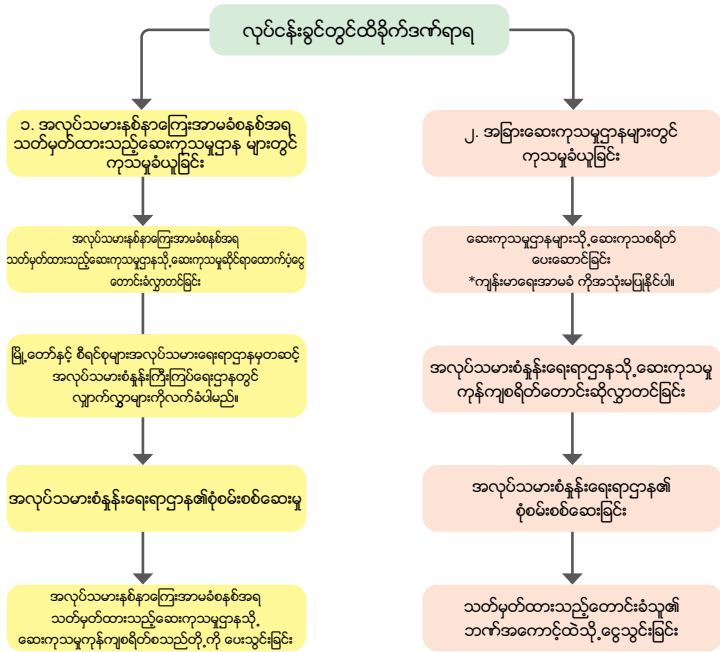 လုပ်ငန်းခွင်တွင်ထိခိုက်ဒဏ်ရာရ
၁. အလုပ်သမားနစ်နာကြေးအာမခံစနစ်အရ
သတ်မှတ်ထားသည့်ဆေးကုသမှုဌာန များတွင်
ကုသမှုခံယူခြင်း
အလုပ်သမားနစ်နာကြေးအာမခံစနစ်အရ
သတ်မှတ်ထားသည့်ဆေးကုသမှုဌာနသို့ ဆေးကုသမှုဆိုင်ရာထောက်ပံ့ငွေ
တောင်းခံလွှာတင်ခြင်း
မြို့တော်နှင့် စီရင်စုများအလုပ်သမားရေးရာဌာနမှတဆင့်
အလုပ်သမားစံနှုန်းကြီးကြပ်ရေးဌာနတွင်
လျှောက်လွှာများကိုလက်ခံပါမည်။
အလုပ်သမားစံနှုန်းရေးရာဌာန၏စုံစမ်းစစ်ဆေးမှု
အလုပ်သမားနစ်နာကြေးအာမခံစနစ်အရ
သတ်မှတ်ထားသည့်ဆေးကုသမှုဌာနသို့
ဆေးကုသမှုကုန်ကျစရိတ်စသည်တို့ကို ပေးသွင်းခြင်း
၂. အခြားဆေးကုသမှုဌာနများတွင်
ကုသမှုခံယူခြင်း
ဆေးကုသမှုဌာနများသို့ ဆေးကုသစရိတ်
ပေးဆောင်ခြင်း
*ကျန်းမာရေးအာမခံ ကိုအသုံးမပြုနိုင်ပါ။
အလုပ်သမားစံနှုန်းရေးရာဌာနသို့ ဆေးကုသမှု
ကုန်ကျစရိတ်တောင်းဆိုလွှာတင်ခြင်း
အလုပ်သမားစံနှုန်းရေးရာဌာန၏
စုံစမ်းစစ်ဆေးခြင်း
သတ်မှတ်ထားသည့်တောင်းခံသူ၏
ဘဏ်အကောင့်ထဲသို့ ငွေသွင်းခြင်း